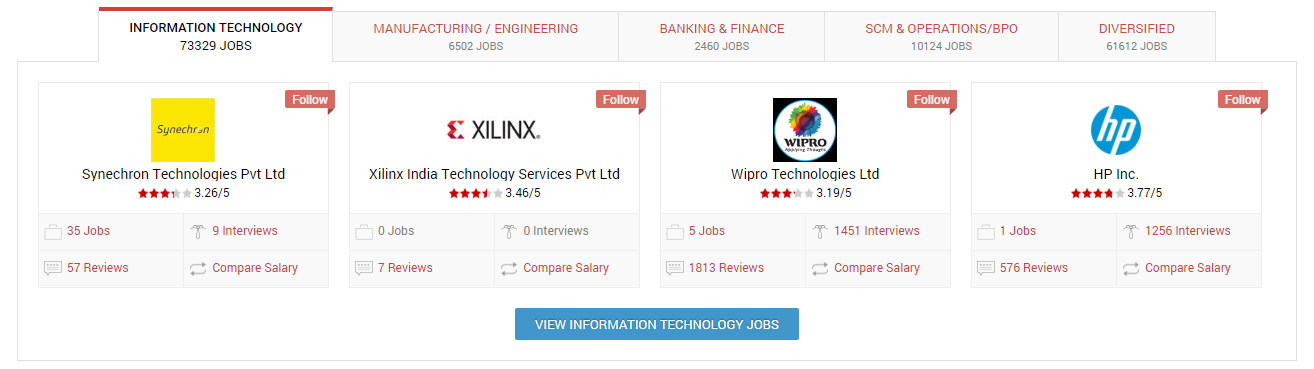 INFORMATION TECHNOLOGY
73329 JOBS
MANUFACTURING / ENGINEERING
6502 JOBS
BANKING & FINANCE
2460 JOBS
SCM & OPERATIONS/BPO
10124 JOBS
DIVERSIFIED
61612 JOBS
Follow
Synechron
Synechron Technologies Pvt Ltd
3.26/5
35 Jobs
9 Interviews
57 Reviews
Compare Salary
Follow
XILINX
Xilinx India Technology Services Pvt Ltd
3.46/5
0 Jobs
0 Interviews
7 Reviews
Compare Salary
Follow
WIPRO
Applying Thought
Wipro Technologies Ltd
3.19/5
5 Jobs
1451 Interviews
1813 Reviews
Compare Salary
Follow
hp
HP Inc.
3.77/5
1 Jobs
1256 Interviews
576 Reviews
Compare Salary
VIEW INFORMATION TECHNOLOGY JOBS